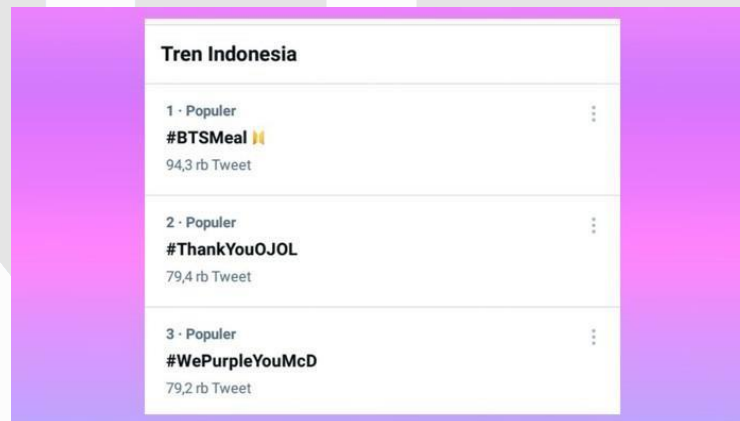 Tren Indonesia
1 · Populer
#BTSMeal
94,3 rb Tweet
2 · Populer
#ThankYouOJOL
79,4 rb Tweet
3 · Populer
#WePurpleYouMcD
79,2 rb Tweet